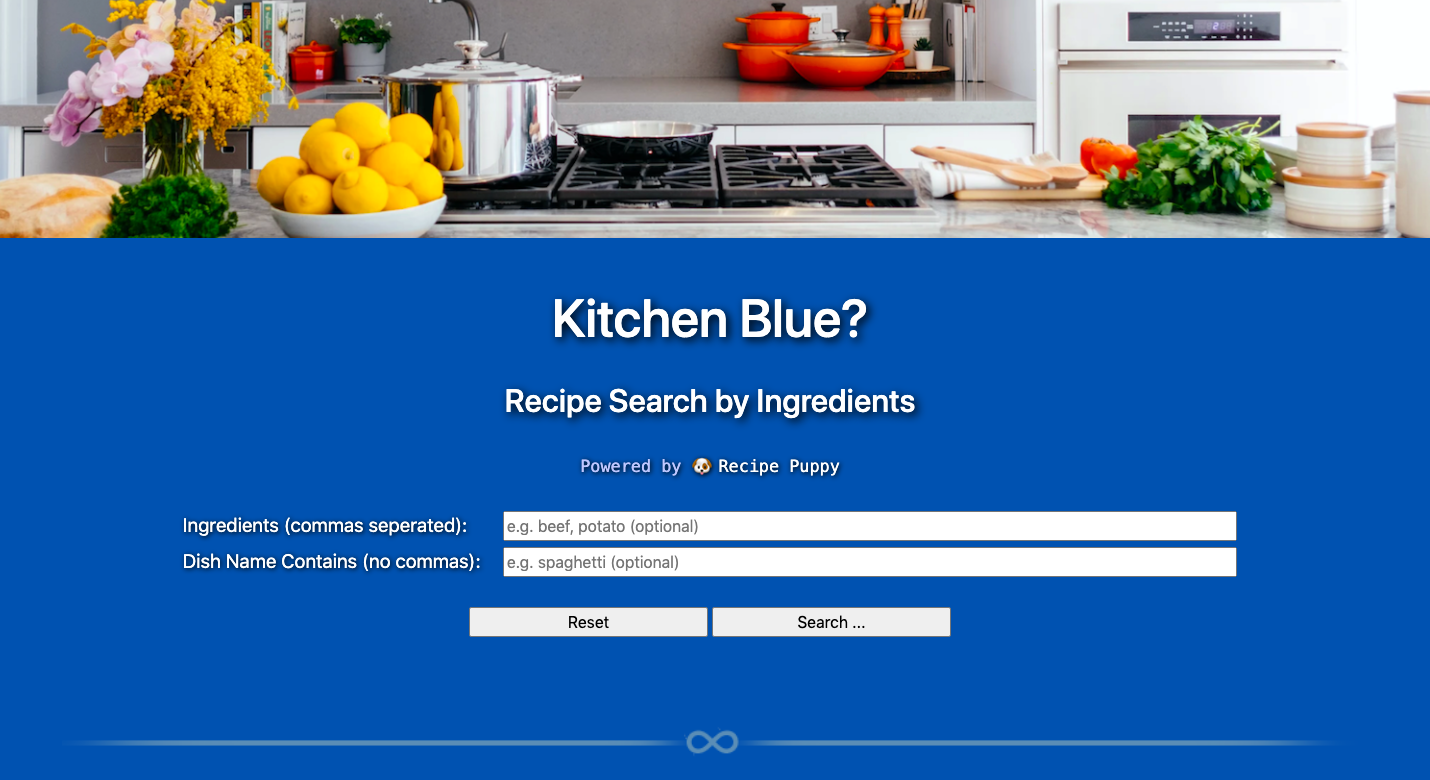 Kitchen Blue?
Recipe Search by Ingredients
Powered by 🐶 Recipe Puppy
Ingredients (commas seperated): e.g. beef, potato (optional)
Dish Name Contains (no commas): e.g. spaghetti (optional)
Reset Search ...